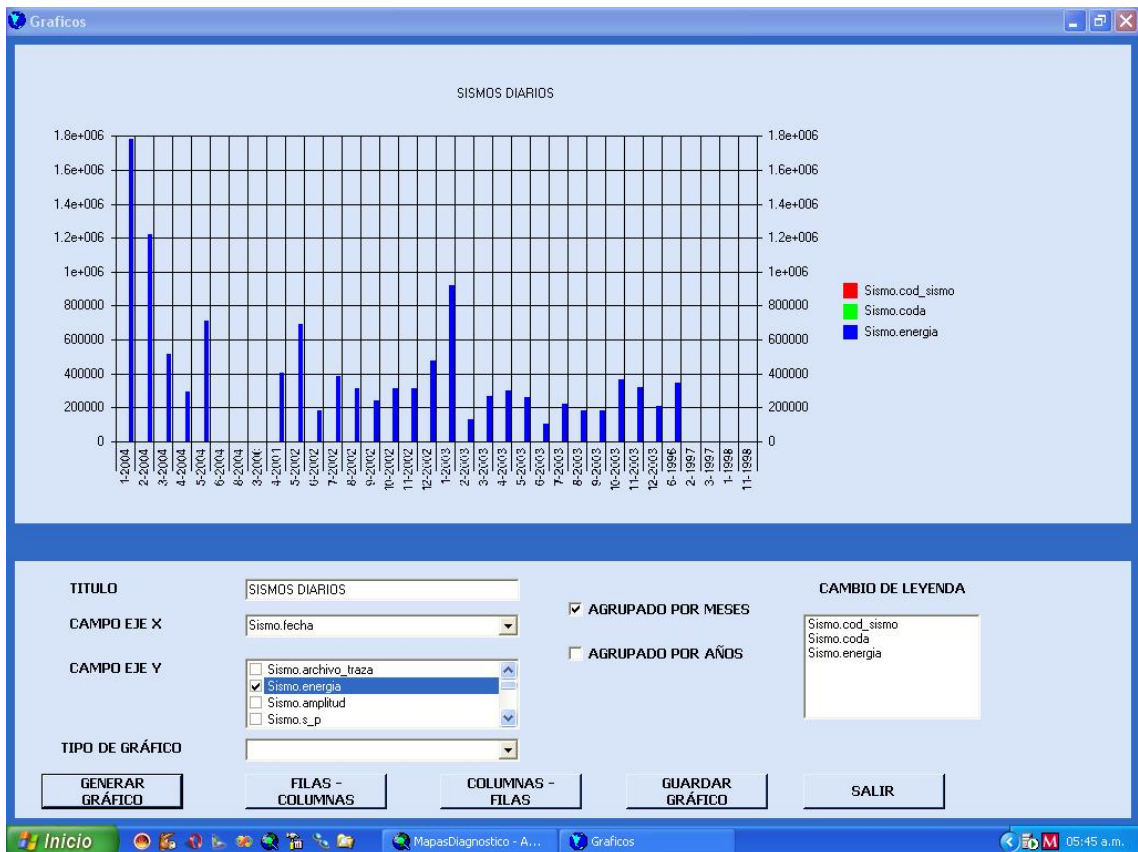 Graficos
SISMOS DIARIOS
1.8e+006
1.6e+006
1.4e+006
1.2e+006
1e+006
800000
600000
400000
200000
0
1.8e+006
1.6e+006
1.4e+006
1.2e+006
1e+006
800000
600000
400000
200000
0
1-2004
2-2004
3-2004
4-2004
5-2004
6-2004
8-2004
4-2001
5-2002
6-2002
7-2002
8-2002
9-2002
10-2002
11-2002
12-2002
1-2003
2-2003
3-2003
4-2003
5-2003
6-2003
7-2003
8-2003
9-2003
10-2003
11-2003
12-2003
6-1996
2-1997
3-1997
1-1998
11-1998
Sismo.cod_sismo
Sismo.coda
Sismo.energia
TITULO
SISMOS DIARIOS
CAMPO EJE X
Sismo.fecha
CAMPO EJE Y
Sismo.archivo_traza
Sismo.energia
Sismo.amplitud
Sismo.s_p
TIPO DE GRÁFICO
AGRUPADO POR MESES
AGRUPADO POR AÑOS
CAMBIO DE LEYENDA
Sismo.cod_sismo
Sismo.coda
Sismo.energia
GENERAR
GRÁFICO
FILAS -
COLUMNAS
COLUMNAS -
FILAS
GUARDAR
GRÁFICO
SALIR
Inicio
MapasDiagnostico - A...
Graficos
M
05:45 a.m.